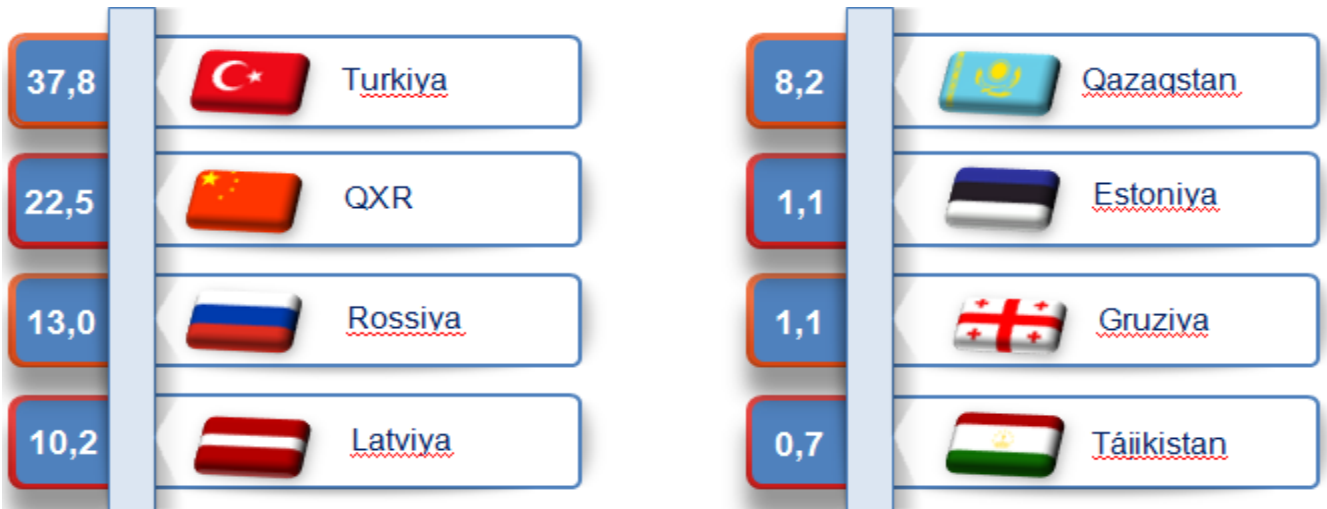 37,8 Turkiya
22,5 QXR
13,0 Rossiya
10,2 Latviya
8,2 Qazaqstan
1,1 Estoniya
1,1 Gruziya
0,7 Tájikistan